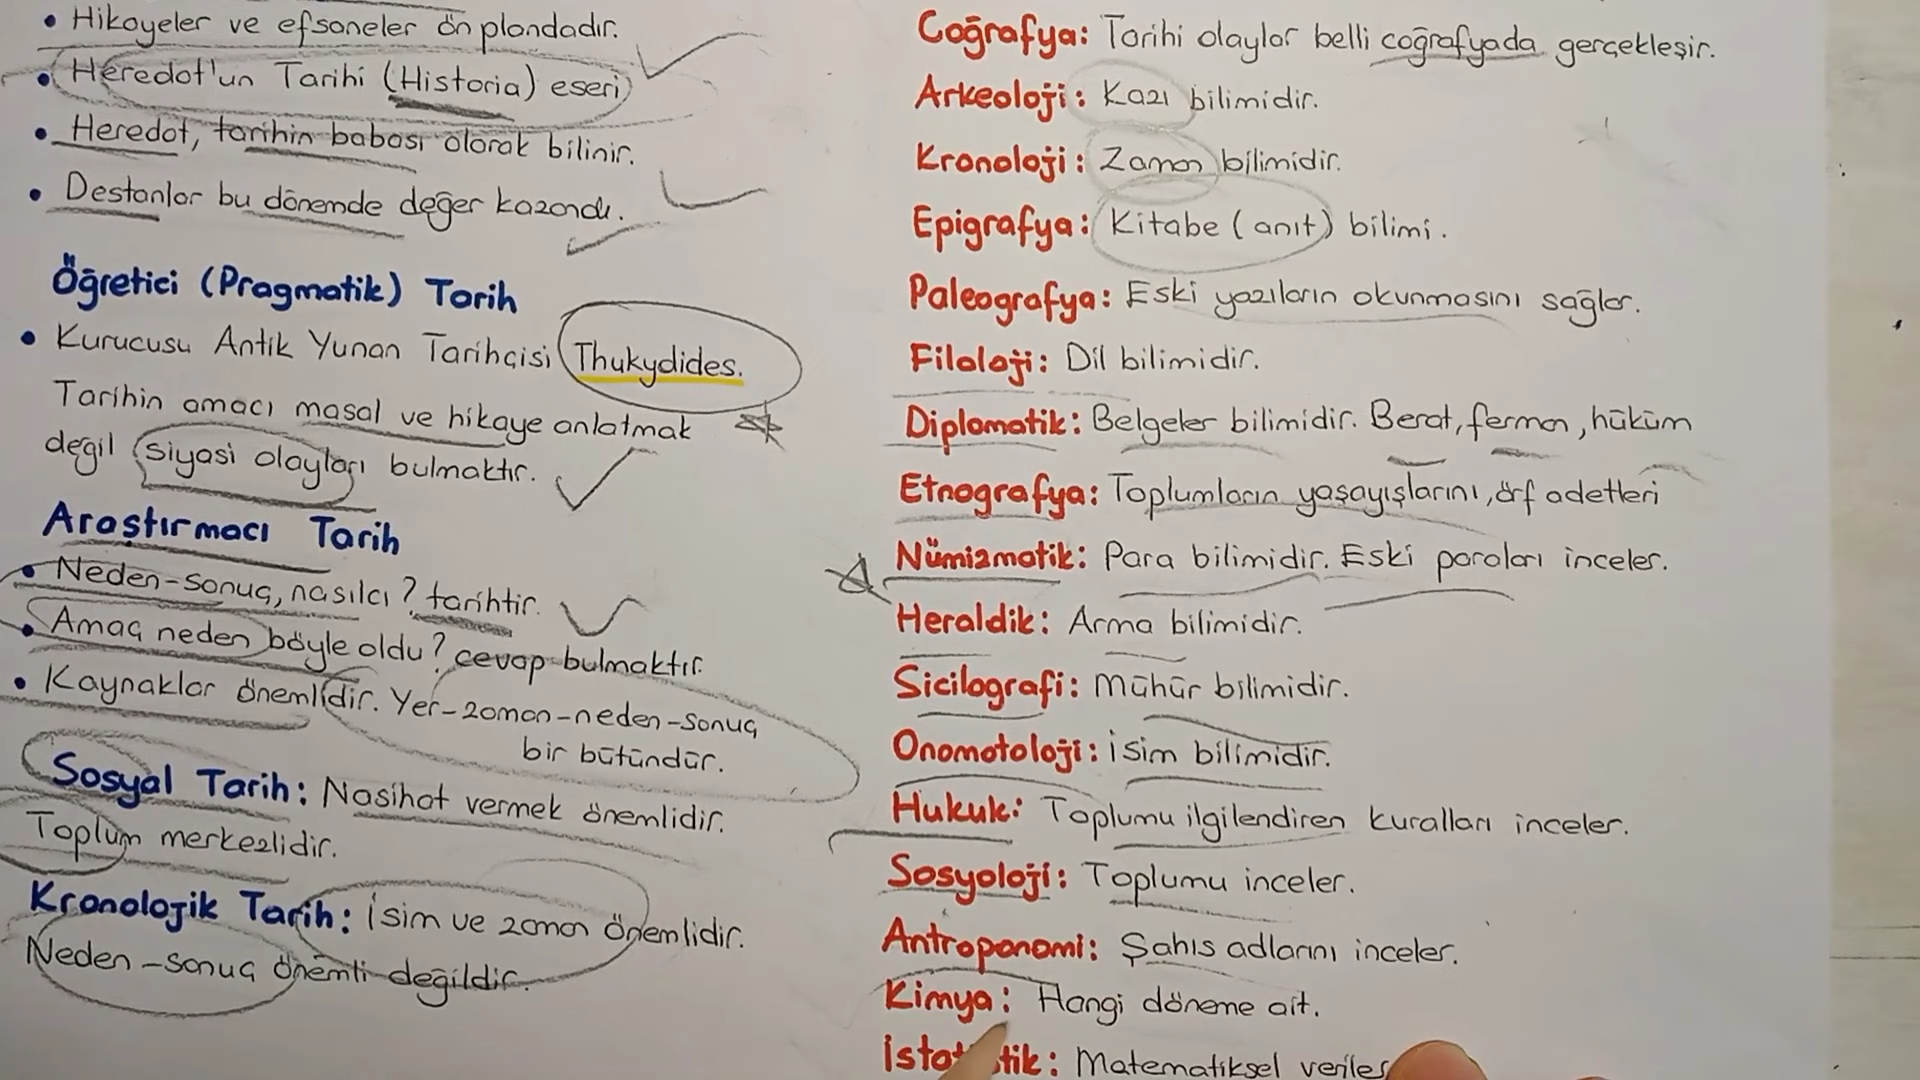 • Hikayeler ve efsaneler ön plandadır.
• Heredot'un Tarihi (Historia) eseri
• Heredot, tarihin babası olarak bilinir.
• Destanlar bu dönemde değer kazandı.
Öğretici (Pragmatik) Tarih
• Kurucusu Antik Yunan Tarihçisi Thukydides.
Tarihin amacı masal ve hikaye anlatmak
değil siyasi olayları bulmaktır.
Araştırmacı Tarih
• Neden-sonuç, nasılcı? tarihtir.
• Amaç neden böyle oldu? cevap bulmaktır.
• Kaynaklar önemlidir. Yer-zaman-neden-sonuç
bir bütündür.
Sosyal Tarih: Nasihat vermek önemlidir.
Toplum merkezlidir.
Kronolojik Tarih: İsim ve zaman önemlidir.
Neden-sonuç önemli değildir.
Coğrafya: Tarihi olaylar belli coğrafyada gerçekleşir.
Arkeoloji: Kazı bilimidir.
Kronoloji: Zaman bilimidir.
Epigrafya: Kitabe (anıt) bilimi.
Paleografya: Eski yazıların okunmasını sağlar.
Filoloji: Dil bilimidir.
Diplomatik: Belgeler bilimidir. Berat, ferman, hüküm
Etnografya: Toplumların yaşayışlarını, örf adetleri
Nümizmatik: Para bilimidir. Eski paraları inceler.
Heraldik: Arma bilimidir.
Sicilografi: Mühür bilimidir.
Onomotoloji: İsim bilimidir.
Hukuk: Toplumu ilgilendiren kuralları inceler.
Sosyoloji: Toplumu inceler.
Antroponomi: Şahıs adlarını inceler.
Kimya: Hangi döneme ait.
Matematiksel